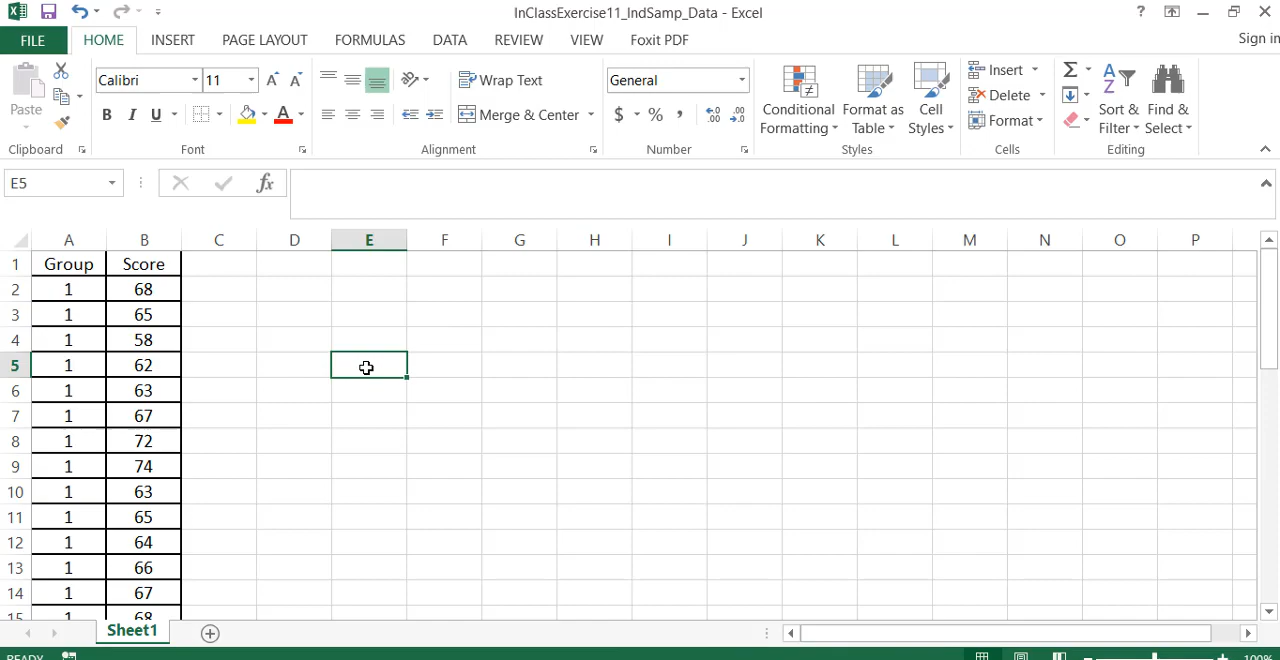 InClassExercise11_IndSamp_Data - Excel
?
FILE HOME INSERT PAGE LAYOUT FORMULAS DATA REVIEW VIEW Foxit PDF Sign in
Paste
Calibri 11
B I U
Wrap Text
Merge & Center
General
$ % ,
Conditional Formatting
Format as Table
Cell Styles
Insert
Delete
Format
Sort & Filter
Find & Select
Clipboard Font Alignment Number Styles Cells Editing
E5 fx
A B C D E F G H I J K L M N O P
1 Group Score
2 1 68
3 1 65
4 1 58
5 1 62
6 1 63
7 1 67
8 1 72
9 1 74
10 1 63
11 1 65
12 1 64
13 1 66
14 1 67
15 1 68
Sheet1
READY 100%